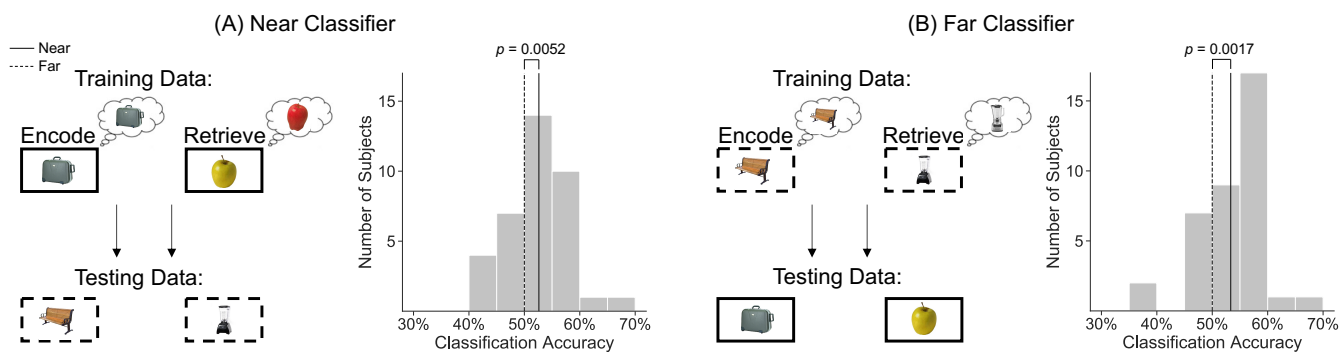 (A) Near Classifier
Near
Far
Training Data:
Encode
Retrieve
Testing Data:
p = 0.0052
Number of Subjects
15
10
5
30% 40% 50% 60% 70%
Classification Accuracy
(B) Far Classifier
Training Data:
Encode
Retrieve
Testing Data:
p = 0.0017
Number of Subjects
15
10
5
30% 40% 50% 60% 70%
Classification Accuracy